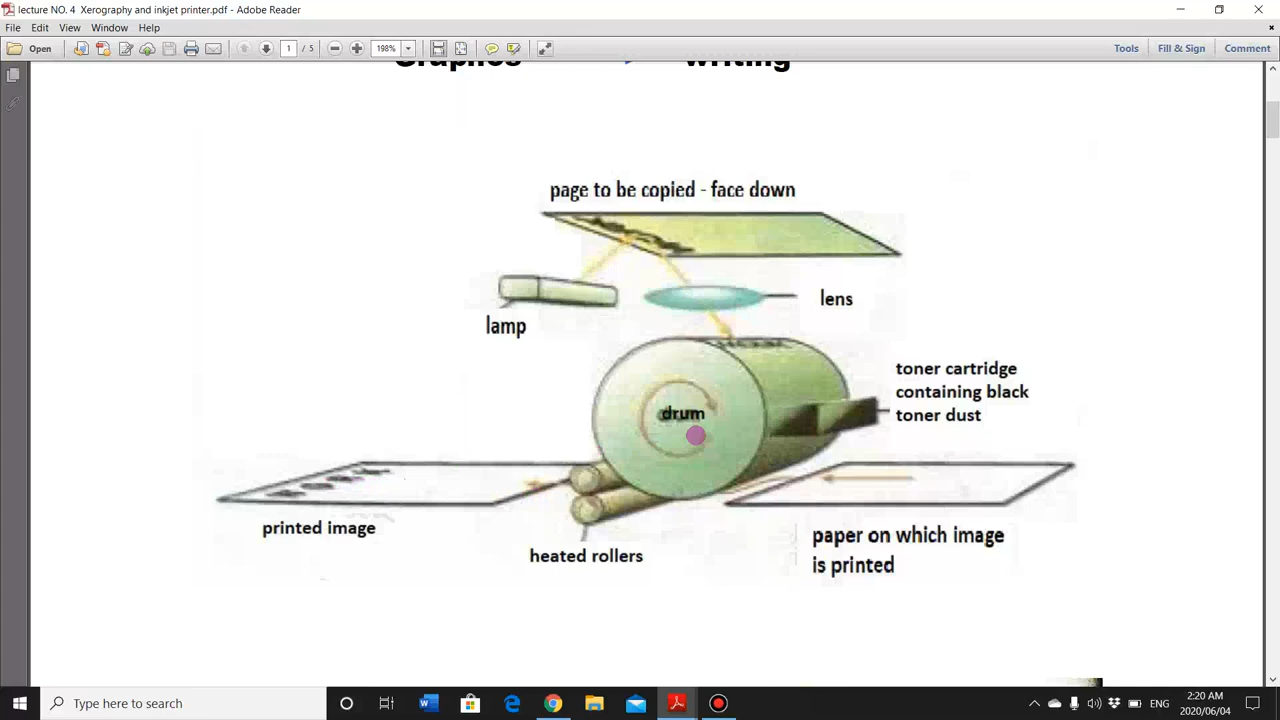 lecture NO. 4 Xerography and inkjet printer.pdf - Adobe Reader
File Edit View Window Help
Open 1 / 5 198% Tools Fill & Sign Comment
Graphics writing
page to be copied - face down
lens
lamp
toner cartridge
containing black
toner dust
drum
printed image
heated rollers
paper on which image
is printed
Type here to search
ENG
2:20 AM
2020/06/04